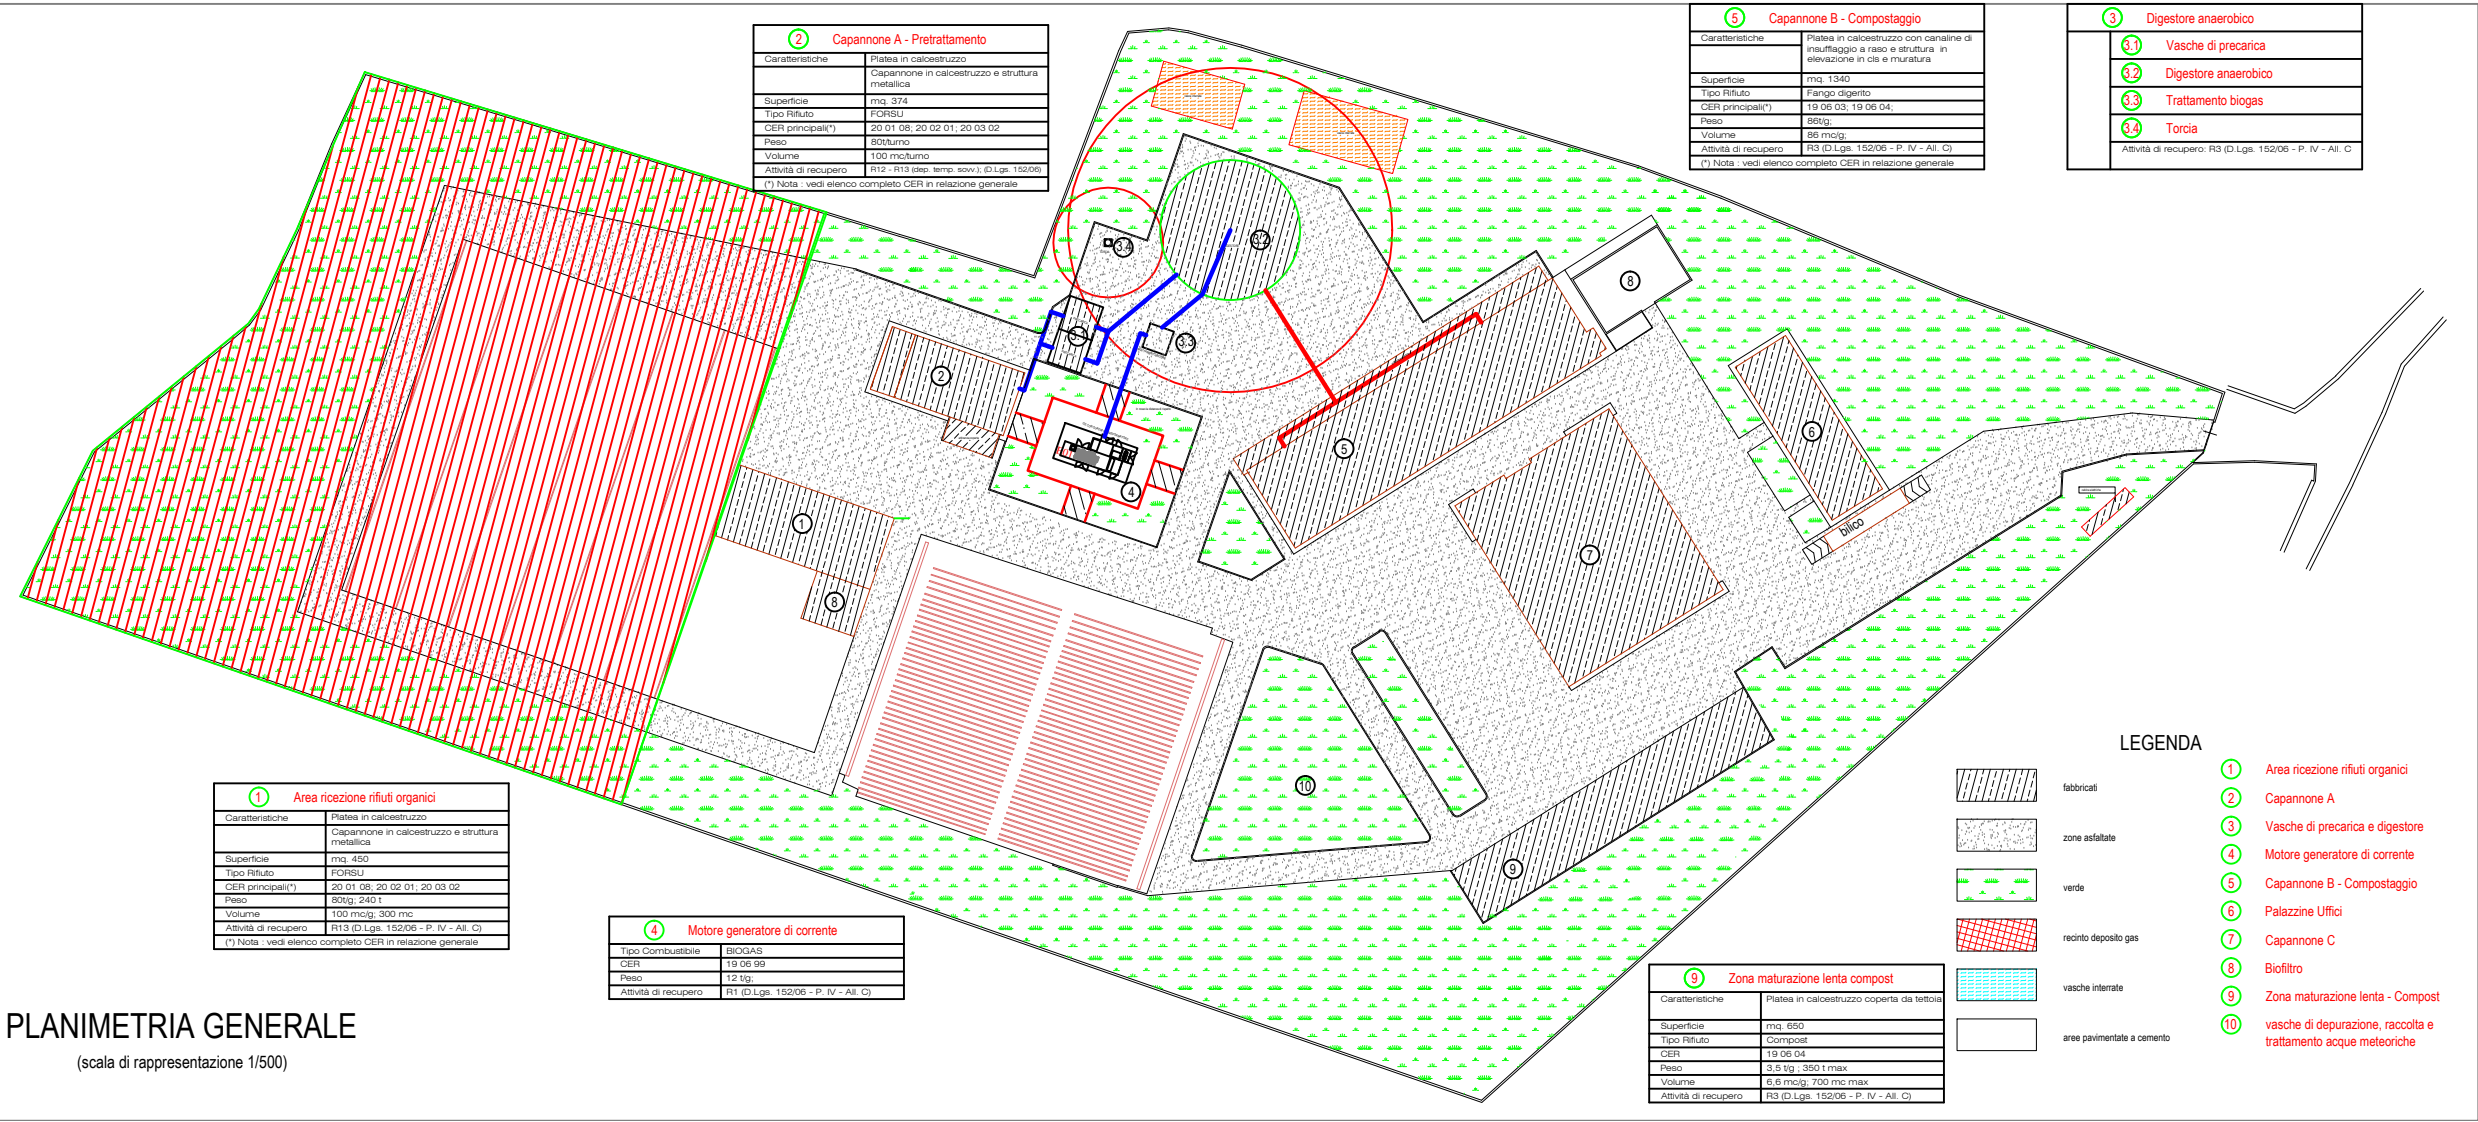 2 Capannone A - Pretrattamento
Caratteristiche Platea in calcestruzzo
Capannone in calcestruzzo e struttura
metallica
Superficie mq. 374
Tipo Rifiuto FORSU
CER principali(*) 20 01 08; 20 02 01; 20 03 02
Peso 80t/turno
Volume 100 mc/turno
Attività di recupero R12 - R13 (dep. temp. sovv.); (D.Lgs. 152/06)
(*) Nota : vedi elenco completo CER in relazione generale
5 Capannone B - Compostaggio
Caratteristiche Platea in calcestruzzo con canaline di
insufflaggio a raso e struttura in
elevazione in cls e muratura
Superficie mq. 1340
Tipo Rifiuto Fango digerito
CER principali(*) 19 06 03; 19 06 04;
Peso 86t/g;
Volume 86 mc/g;
Attività di recupero R3 (D.Lgs. 152/06 - P. IV - All. C)
(*) Nota : vedi elenco completo CER in relazione generale
3 Digestore anaerobico
3.1 Vasche di precarica
3.2 Digestore anaerobico
3.3 Trattamento biogas
3.4 Torcia
Attività di recupero: R3 (D.Lgs. 152/06 - P. IV - All. C
3.4
3.2
8
3.1
3.3
2
6
5
4
bilico
1
7
8
10
9
1 Area ricezione rifiuti organici
Caratteristiche Platea in calcestruzzo
Capannone in calcestruzzo e struttura
metallica
Superficie mq. 450
Tipo Rifiuto FORSU
CER principali(*) 20 01 08; 20 02 01; 20 03 02
Peso 80t/g; 240 t
Volume 100 mc/g; 300 mc
Attività di recupero R13 (D.Lgs. 152/06 - P. IV - All. C)
(*) Nota : vedi elenco completo CER in relazione generale
4 Motore generatore di corrente
Tipo Combustibile BIOGAS
CER 19 06 99
Peso 12 t/g;
Attività di recupero R1 (D.Lgs. 152/06 - P. IV - All. C)
9 Zona maturazione lenta compost
Caratteristiche Platea in calcestruzzo coperta da tettoia
Superficie mq. 650
Tipo Rifiuto Compost
CER 19 06 04
Peso 3,5 t/g ; 350 t max
Volume 6,6 mc/g; 700 mc max
Attività di recupero R3 (D.Lgs. 152/06 - P. IV - All. C)
LEGENDA
fabbricati
zone asfaltate
verde
recinto deposito gas
vasche interrate
aree pavimentate a cemento
1 Area ricezione rifiuti organici
2 Capannone A
3 Vasche di precarica e digestore
4 Motore generatore di corrente
5 Capannone B - Compostaggio
6 Palazzine Uffici
7 Capannone C
8 Biofiltro
9 Zona maturazione lenta - Compost
10 vasche di depurazione, raccolta e
trattamento acque meteoriche
PLANIMETRIA GENERALE
(scala di rappresentazione 1/500)